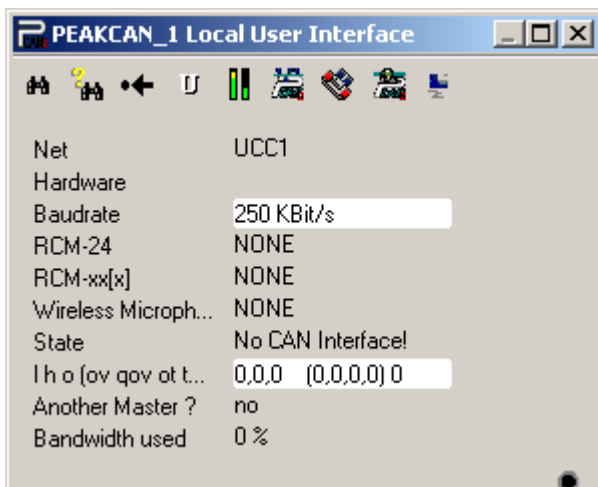 PEAKCAN_1 Local User Interface
Net UCC1
Hardware
Baudrate 250 KBit/s
RCM-24 NONE
RCM-xx[x] NONE
Wireless Microph... NONE
State No CAN Interface!
I h o (ov qov ot t... 0,0,0 (0,0,0,0) 0
Another Master ? no
Bandwidth used 0 %